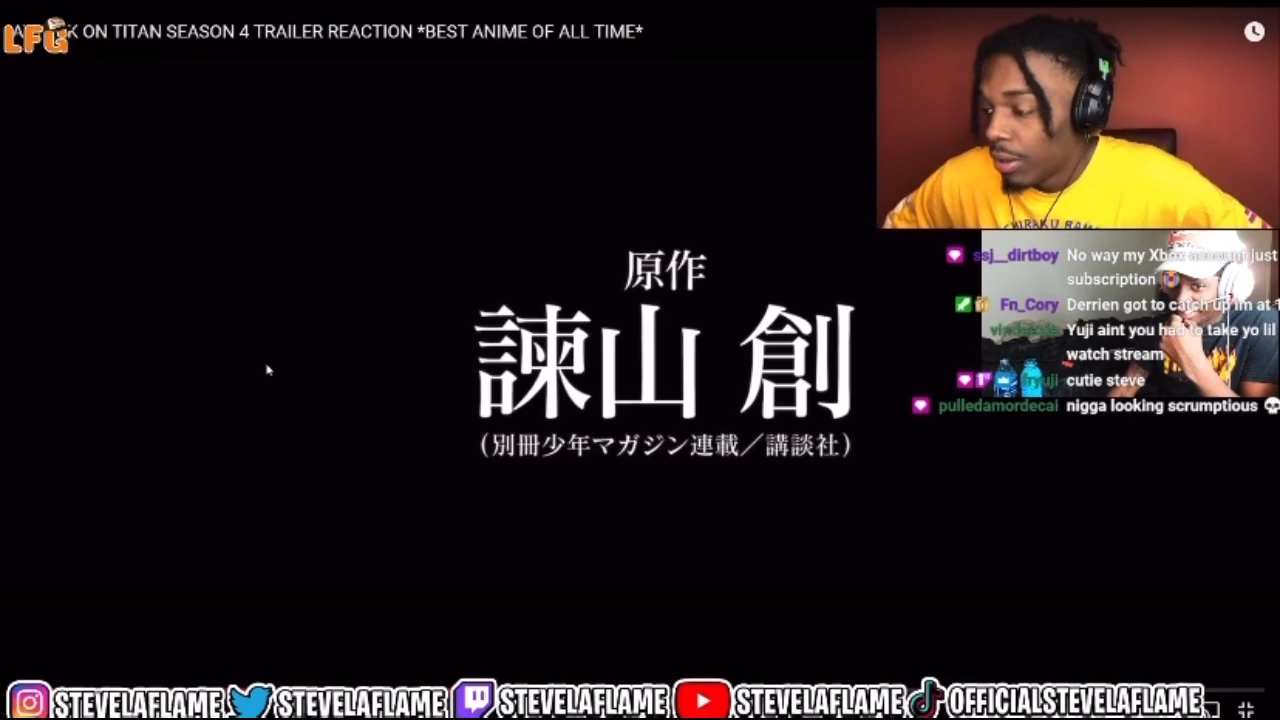 LFG
K ON TITAN SEASON 4 TRAILER REACTION *BEST ANIME OF ALL TIME*
原作
諫山 創
(別冊少年マガジン連載／講談社)
ssj__dirtboy No way my Xbox account just
subscription
Fn_Cory Derrien got to catch up im at
Yuji aint you had to take yo lil
watch stream
cutie steve
pulledamordecai nigga looking scrumptious
STEVELAFLAME STEVELAFLAME STEVELAFLAME STEVELAFLAME OFFICIALSTEVELAFLAME